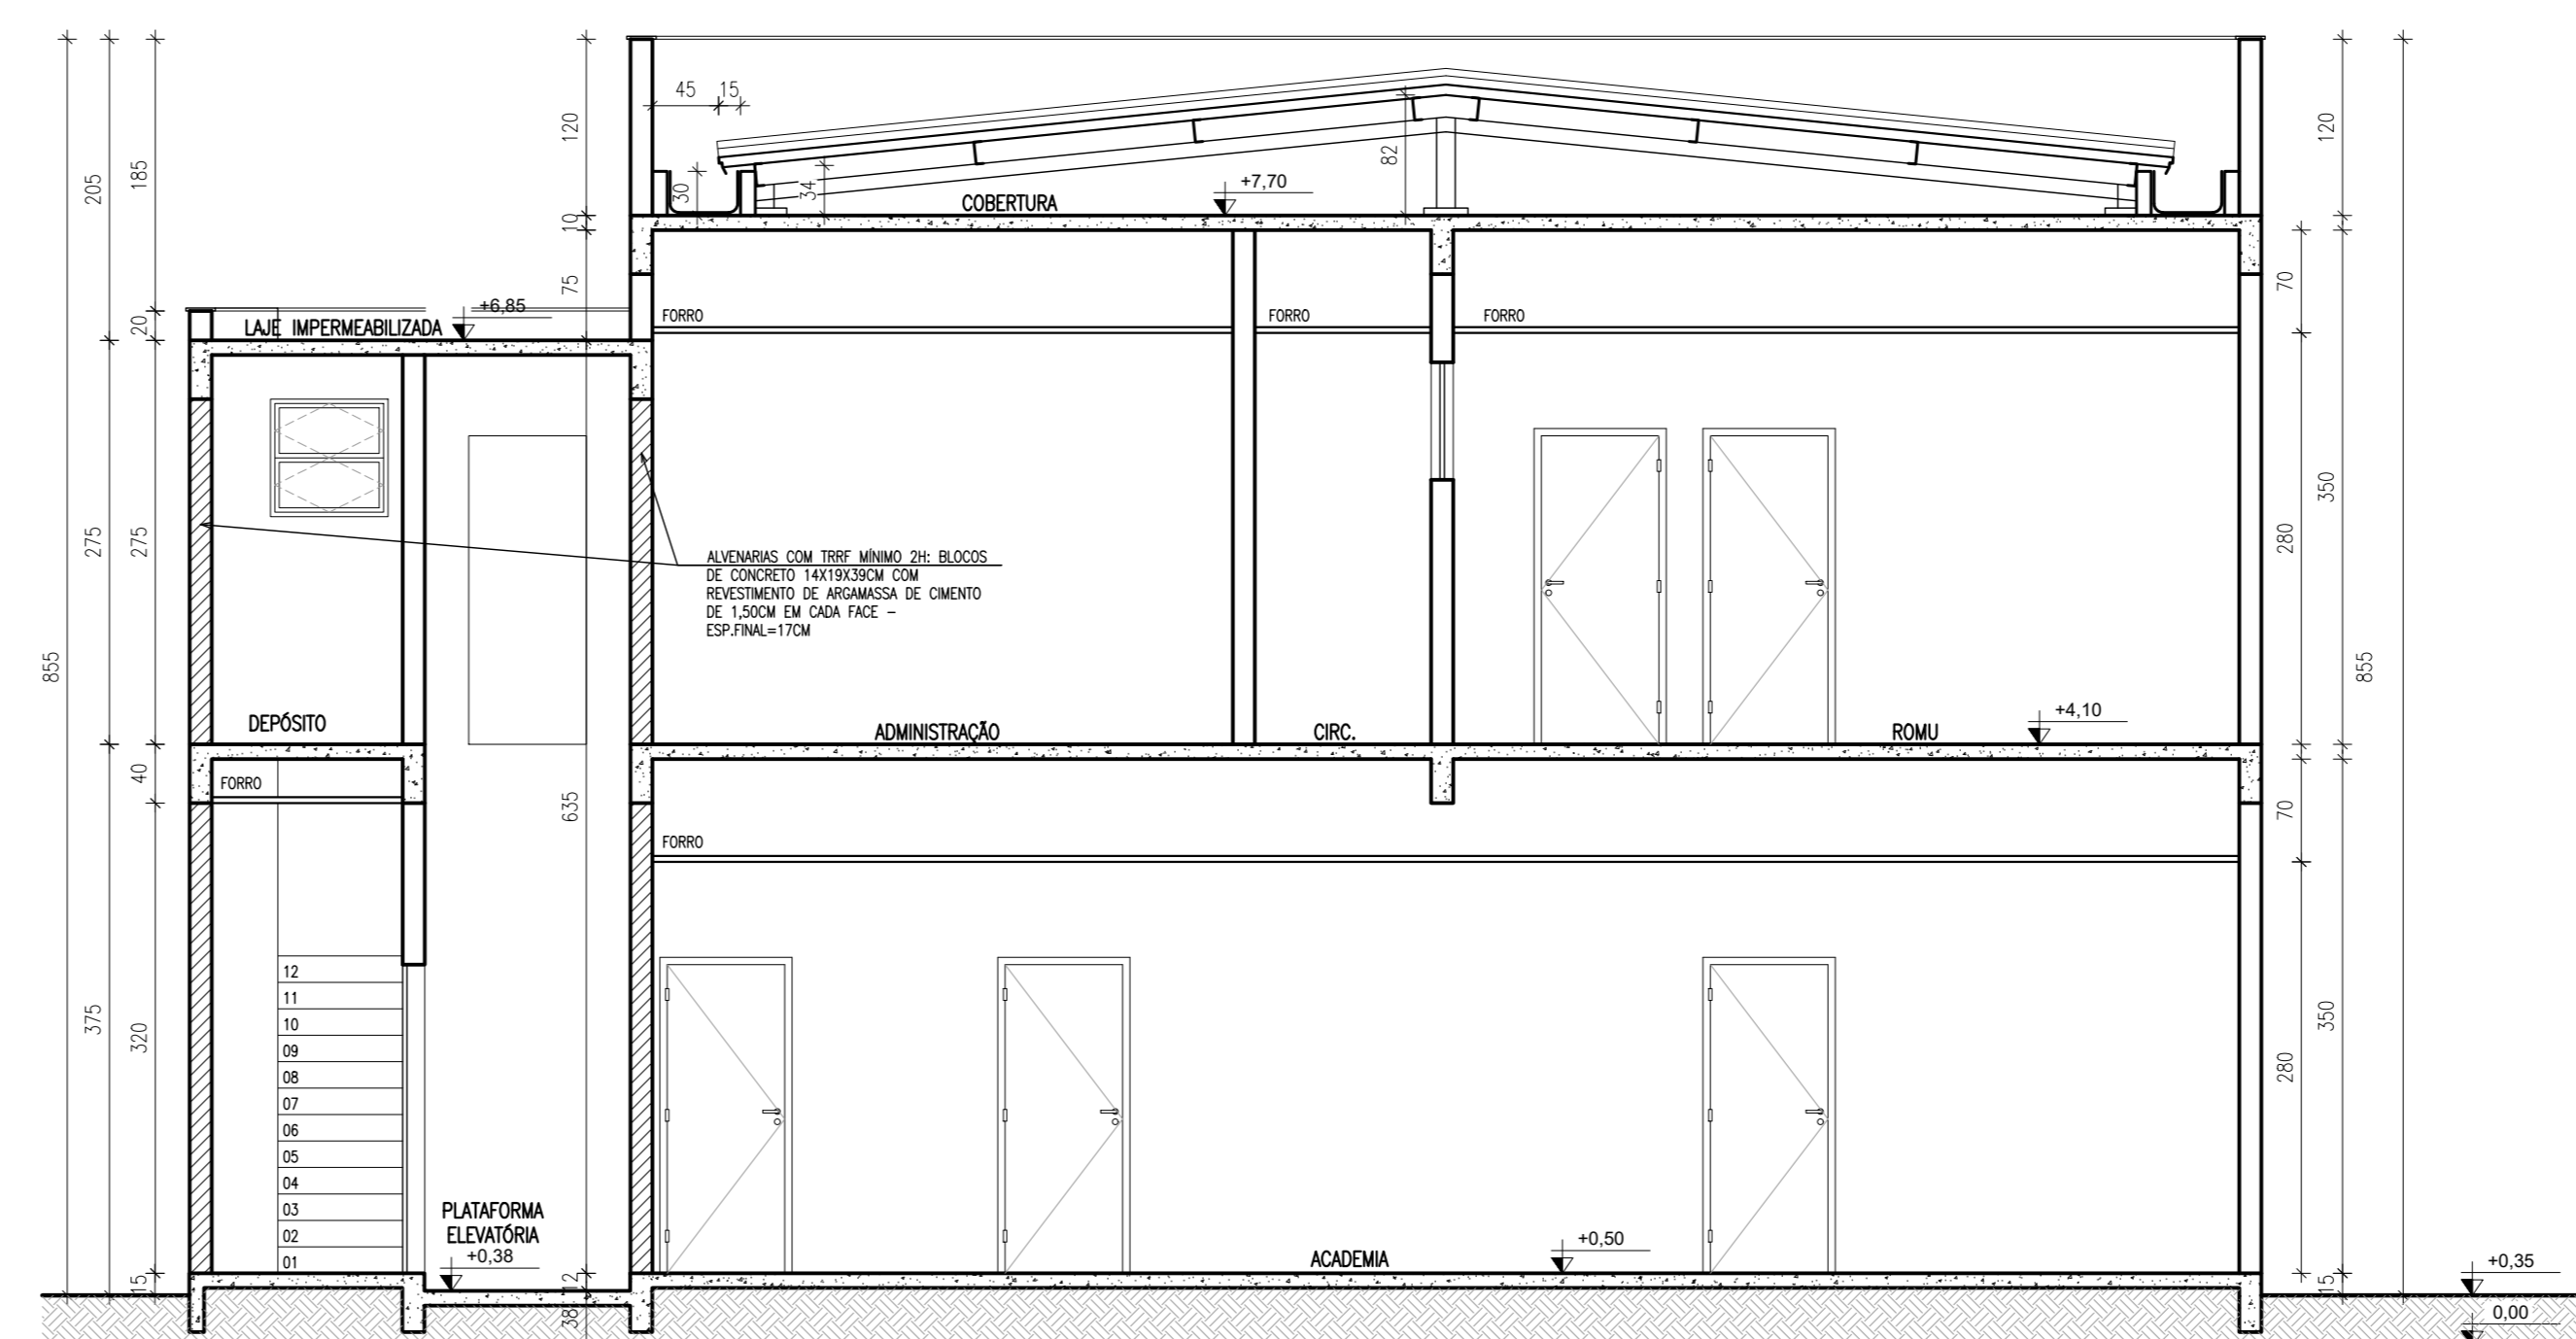 45
15
120
120
82
185
205
30
34
+7,70
COBERTURA
10
75
70
+6,85
20
LAJE IMPERMEABILIZADA
FORRO
FORRO
FORRO
350
275
275
280
ALVENARIAS COM TRRF MÍNIMO 2H: BLOCOS
DE CONCRETO 14X19X39CM COM
REVESTIMENTO DE ARGAMASSA DE CIMENTO
DE 1,50CM EM CADA FACE –
ESP.FINAL=17CM
855
855
DEPÓSITO
ADMINISTRAÇÃO
CIRC.
ROMU
+4,10
40
FORRO
635
70
FORRO
12
11
10
09
08
07
06
05
04
03
02
01
375
320
350
280
PLATAFORMA
ELEVATÓRIA
+0,38
ACADEMIA
+0,50
+0,35
15
12
38
15
0,00